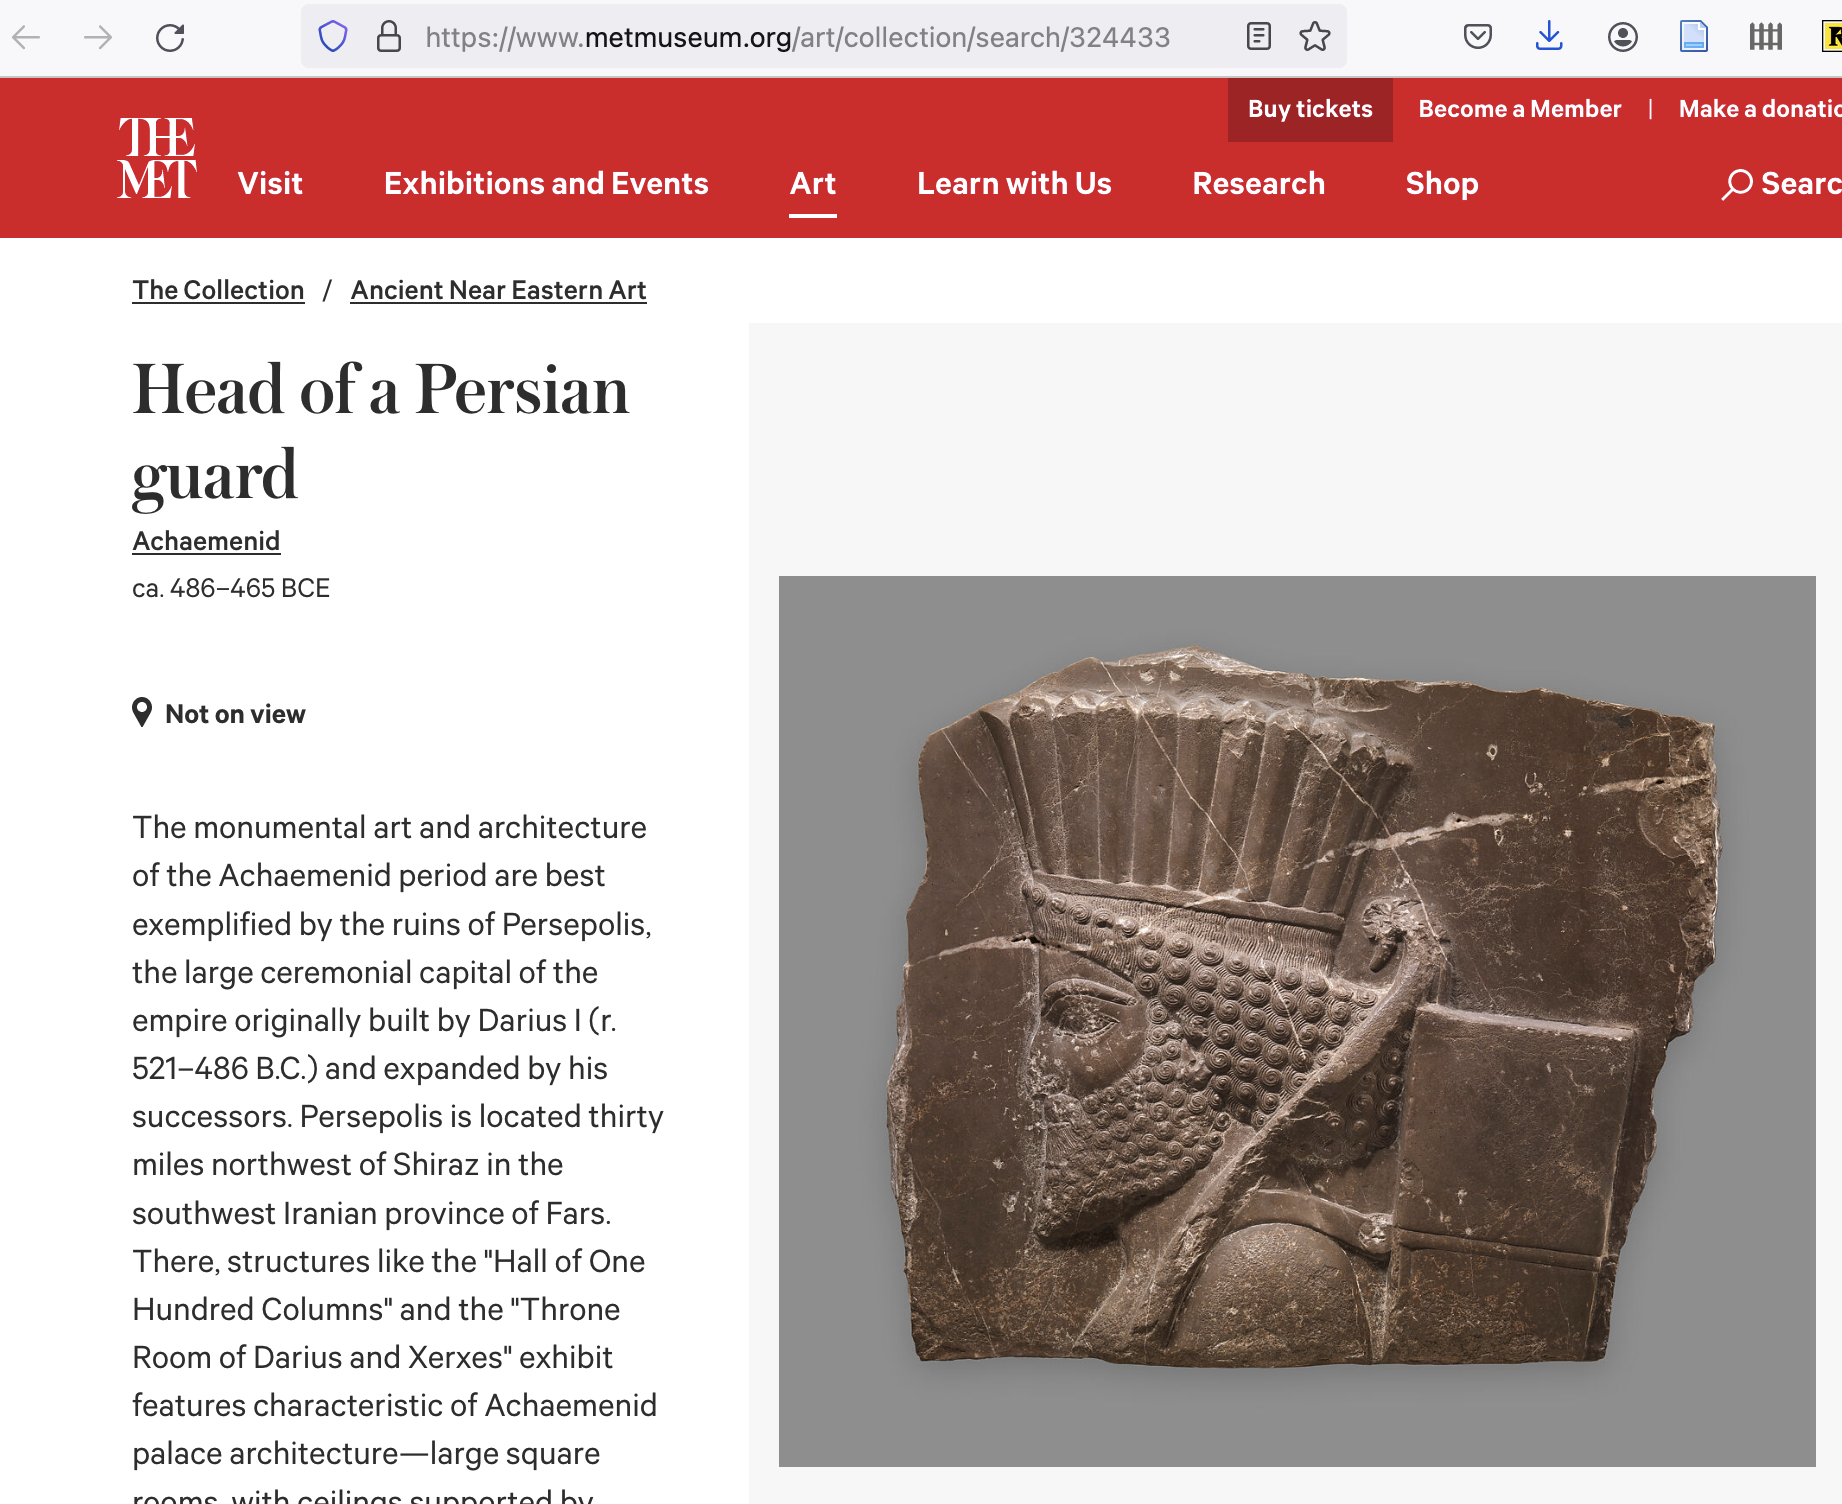 https://www.metmuseum.org/art/collection/search/324433
Buy tickets
Become a Member | Make a donatio
THE
MET
Visit
Exhibitions and Events
Art
Learn with Us
Research
Shop
Searc
The Collection / Ancient Near Eastern Art
Head of a Persian
guard
Achaemenid
ca. 486–465 BCE
Not on view
The monumental art and architecture
of the Achaemenid period are best
exemplified by the ruins of Persepolis,
the large ceremonial capital of the
empire originally built by Darius I (r.
521–486 B.C.) and expanded by his
successors. Persepolis is located thirty
miles northwest of Shiraz in the
southwest Iranian province of Fars.
There, structures like the "Hall of One
Hundred Columns" and the "Throne
Room of Darius and Xerxes" exhibit
features characteristic of Achaemenid
palace architecture—large square
rooms, with ceilings supported by